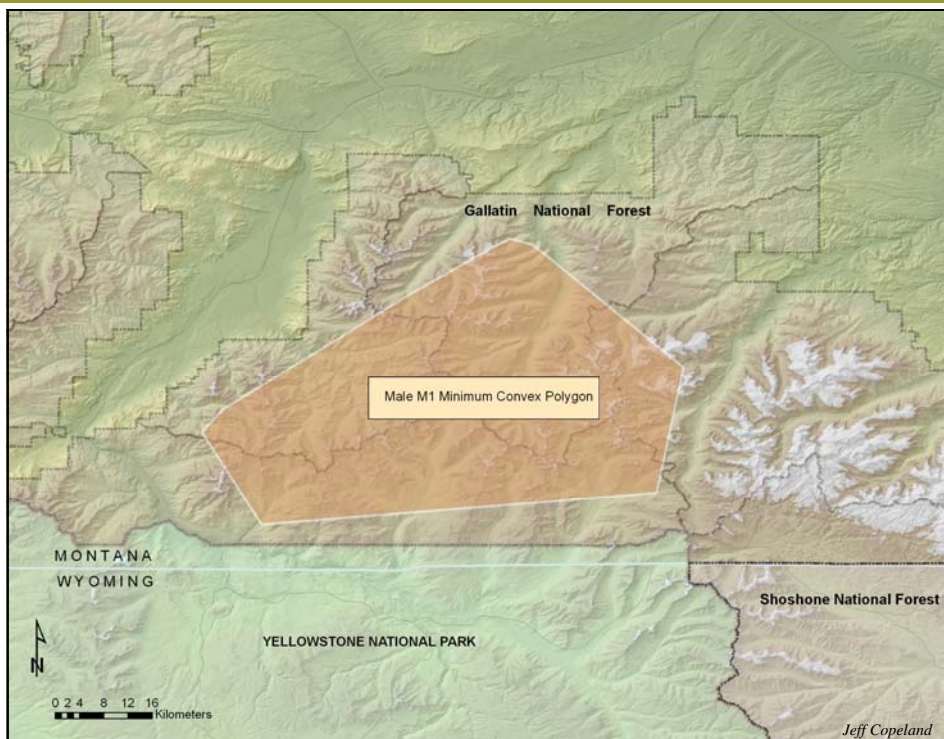 Gallatin National Forest
Male M1 Minimum Convex Polygon
MONTANA
WYOMING
Shoshone National Forest
YELLOWSTONE NATIONAL PARK
N
0 2 4 8 12 16
Kilometers
Jeff Copeland